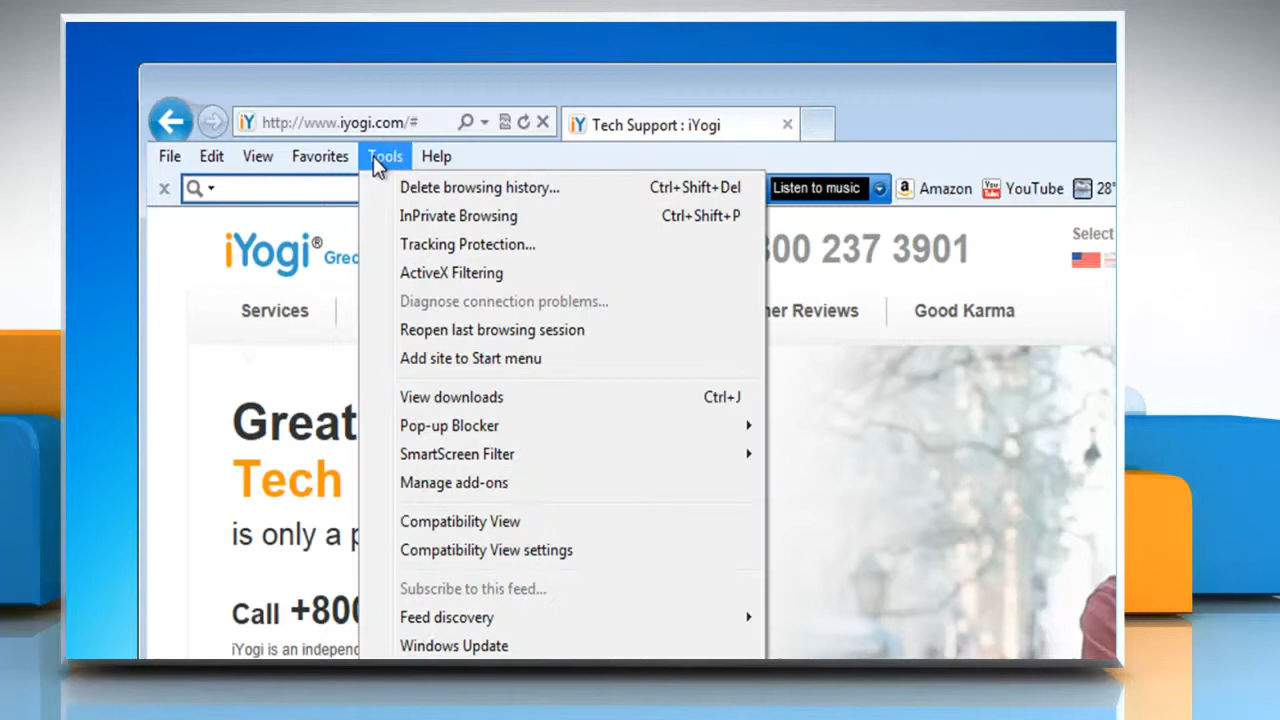 http://www.iyogi.com/#
iY Tech Support : iYogi
File Edit View Favorites Tools Help
Listen to music Amazon YouTube 28°
Delete browsing history... Ctrl+Shift+Del
InPrivate Browsing Ctrl+Shift+P
Tracking Protection...
ActiveX Filtering
Diagnose connection problems...
Reopen last browsing session
Add site to Start menu
View downloads Ctrl+J
Pop-up Blocker
SmartScreen Filter
Manage add-ons
Compatibility View
Compatibility View settings
Subscribe to this feed...
Feed discovery
Windows Update
iYogi®
800 237 3901
Select
Services
Reviews
Good Karma
Great
Tech
is only a p
Call +800
iYogi is an independ